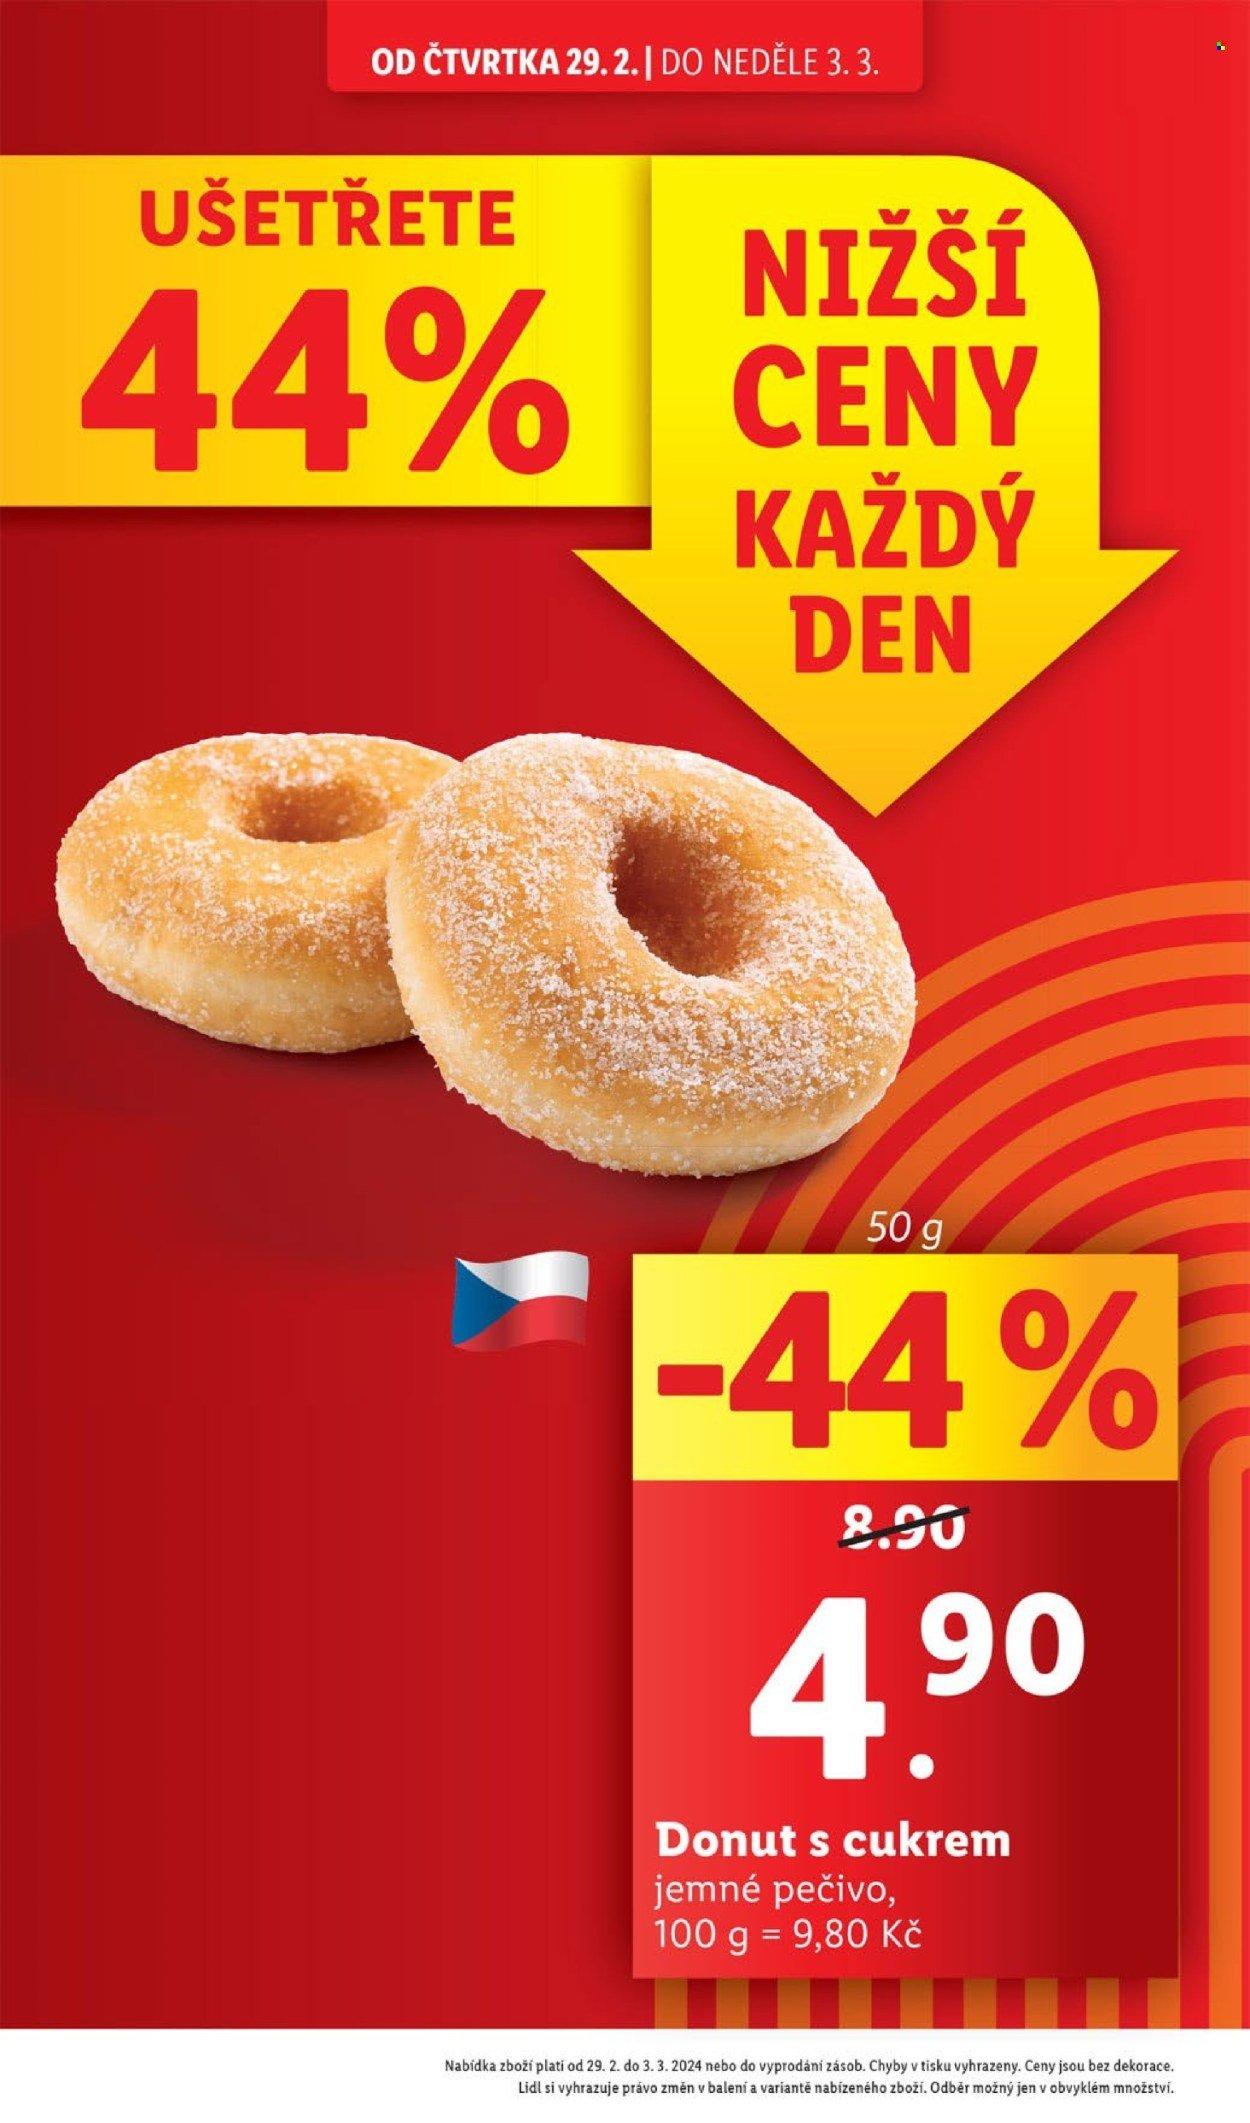 OD ČTVRTKA 29. 2. | DO NEDĚLE 3. 3.
UŠETŘETE
44%
NIŽŠÍ
CENY
KAŽDÝ
DEN
50 g
-44 %
8.90
4.90
Donut s cukrem
jemné pečivo,
100 g = 9,80 Kč
Nabídka zboží platí od 29. 2. do 3. 3. 2024 nebo do vyprodání zásob. Chyby v tisku vyhrazeny. Ceny jsou bez dekorace.
Lidl si vyhrazuje právo změn v balení a variantě nabízeného zboží. Odběr možný jen v obvyklém množství.